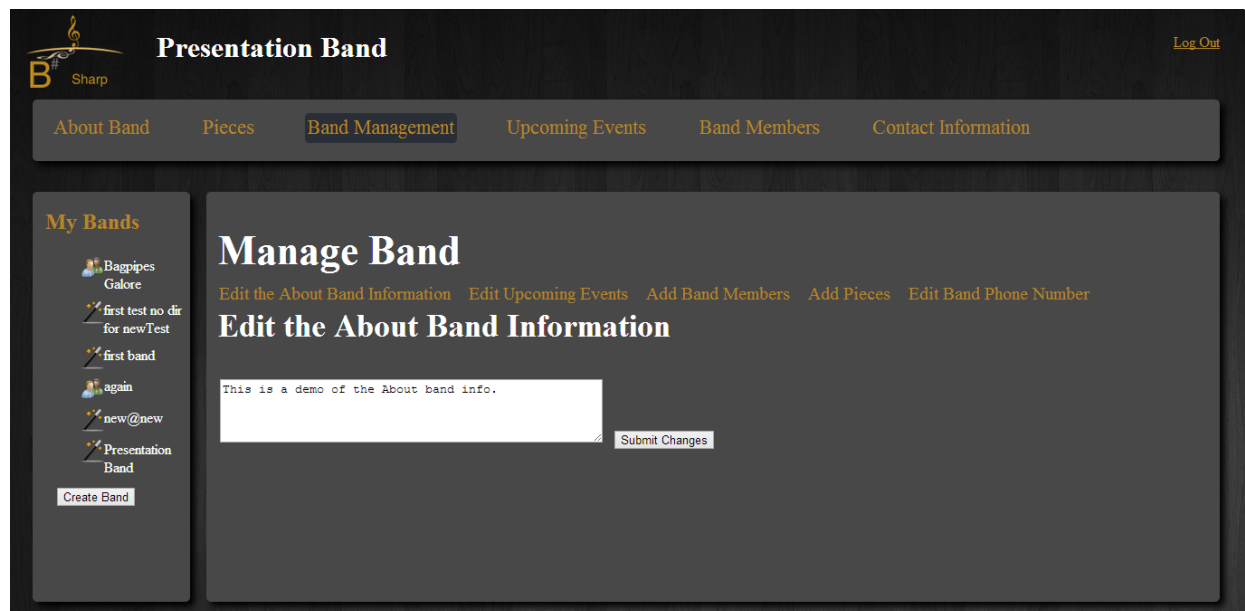 B# Sharp
Presentation Band
Log Out
About Band Pieces Band Management Upcoming Events Band Members Contact Information
My Bands
Bagpipes
Galore
first test no dir
for newTest
first band
again
new@new
Presentation
Band
Create Band
Manage Band
Edit the About Band Information Edit Upcoming Events Add Band Members Add Pieces Edit Band Phone Number
Edit the About Band Information
This is a demo of the About band info.
Submit Changes